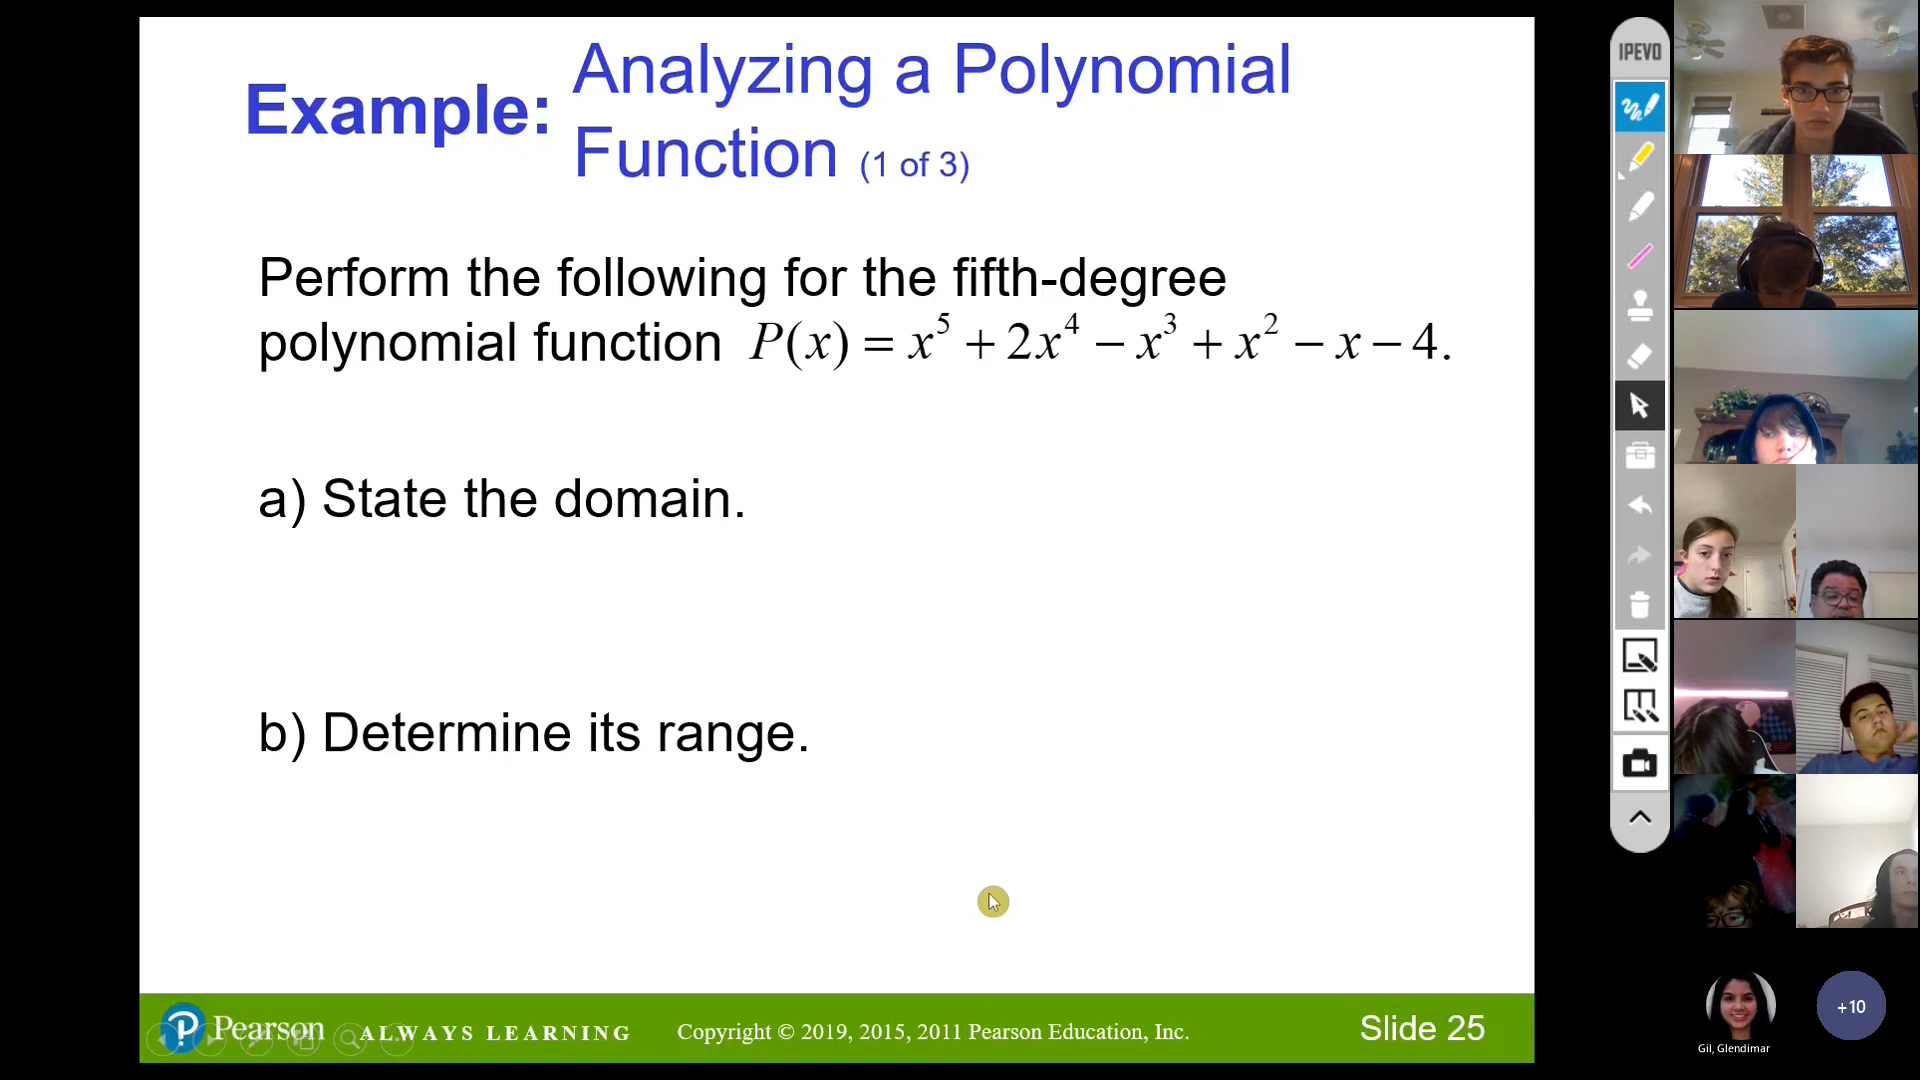 Example: Analyzing a Polynomial
Function (1 of 3)
Perform the following for the fifth-degree
polynomial function P(x) = x⁵ + 2x⁴ − x³ + x² − x − 4.
a) State the domain.
b) Determine its range.
Pearson ALWAYS LEARNING Copyright © 2019, 2015, 2011 Pearson Education, Inc. Slide 25
IPEVO
+10
Gil, Glendimar